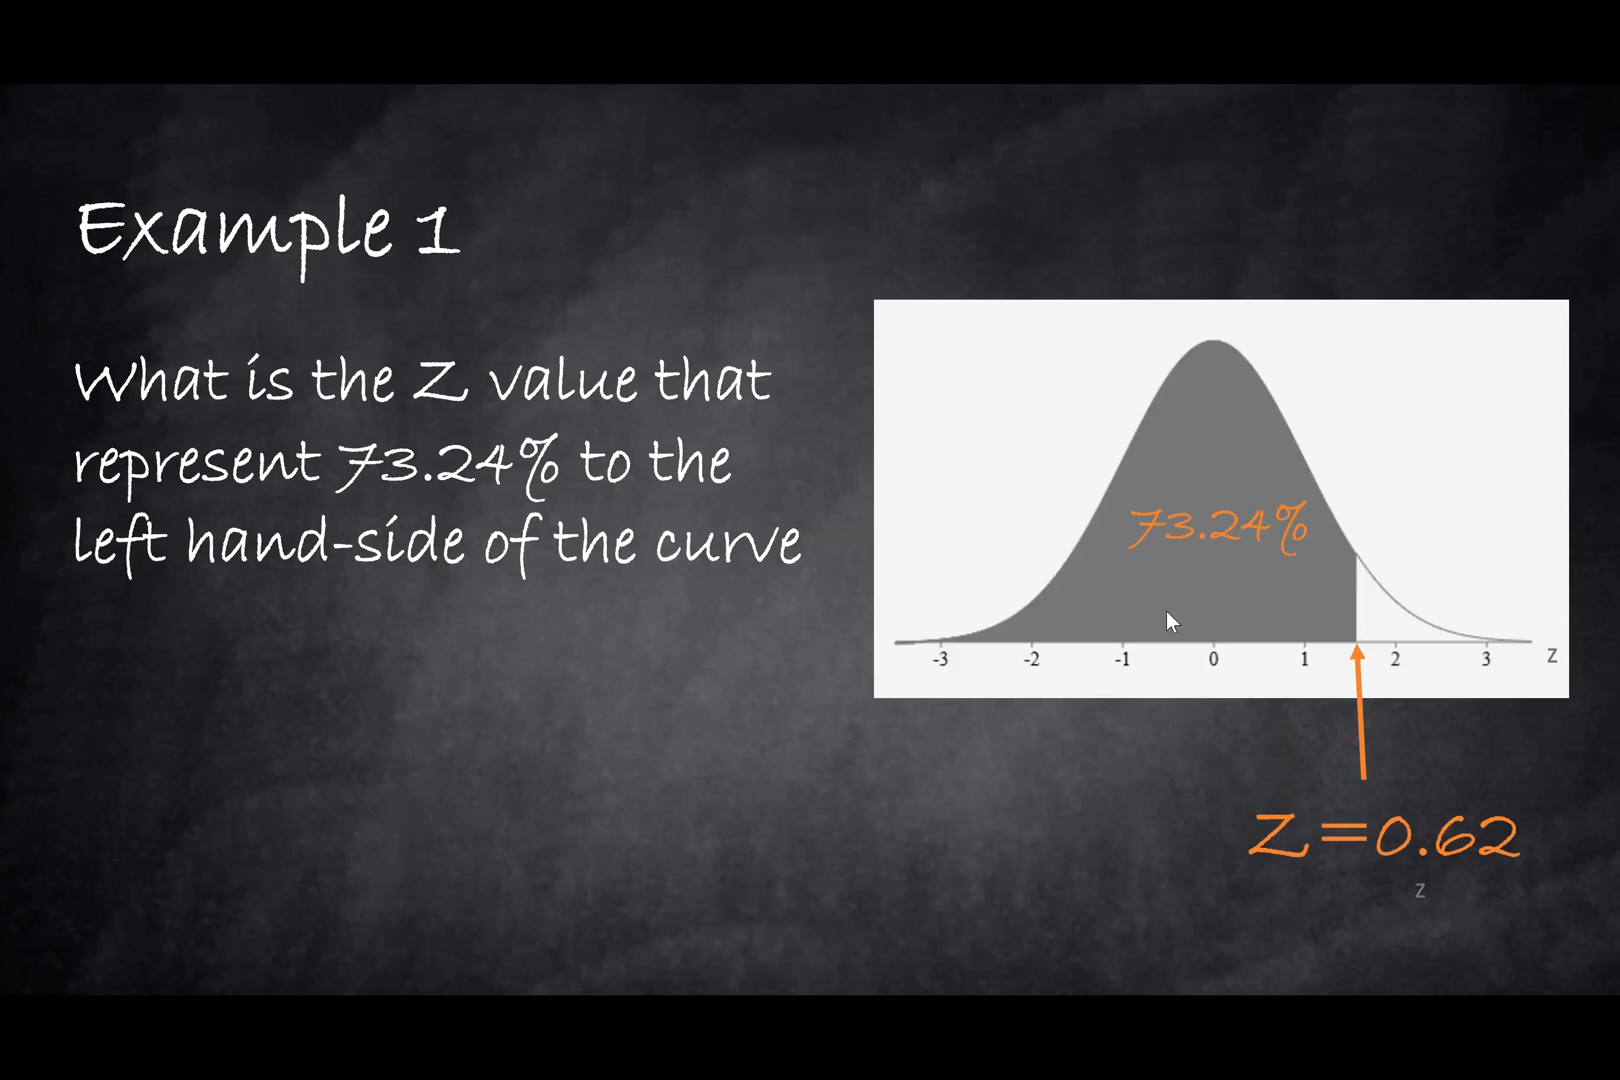 Example 1
What is the Z value that
represent 73.24% to the
left hand-side of the curve
73.24%
-3 -2 -1 0 1 2 3 z
Z=0.62
z